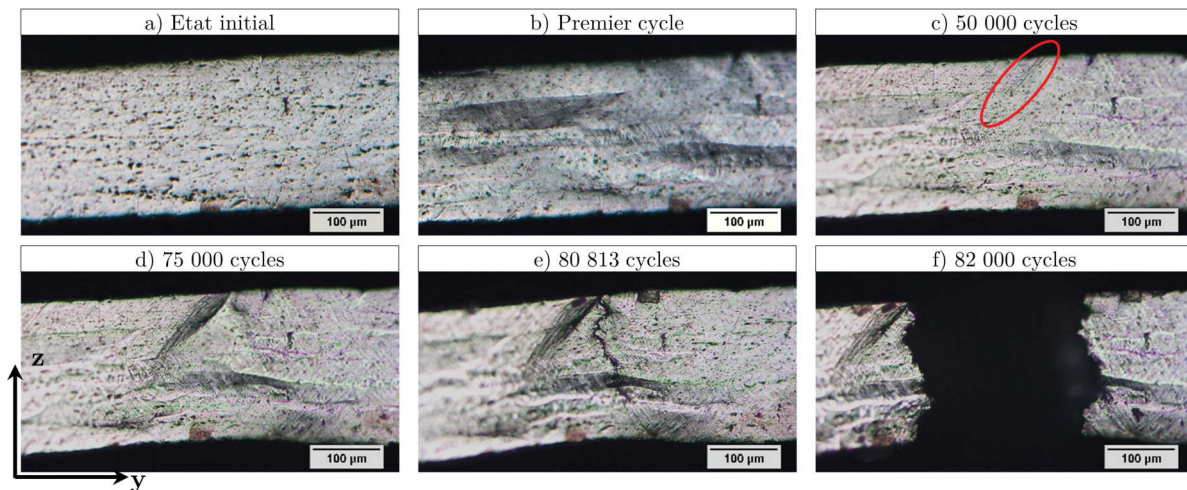 a) Etat initial
b) Premier cycle
c) 50 000 cycles
100 µm
100 µm
100 µm
d) 75 000 cycles
e) 80 813 cycles
f) 82 000 cycles
z
100 µm
100 µm
100 µm
y